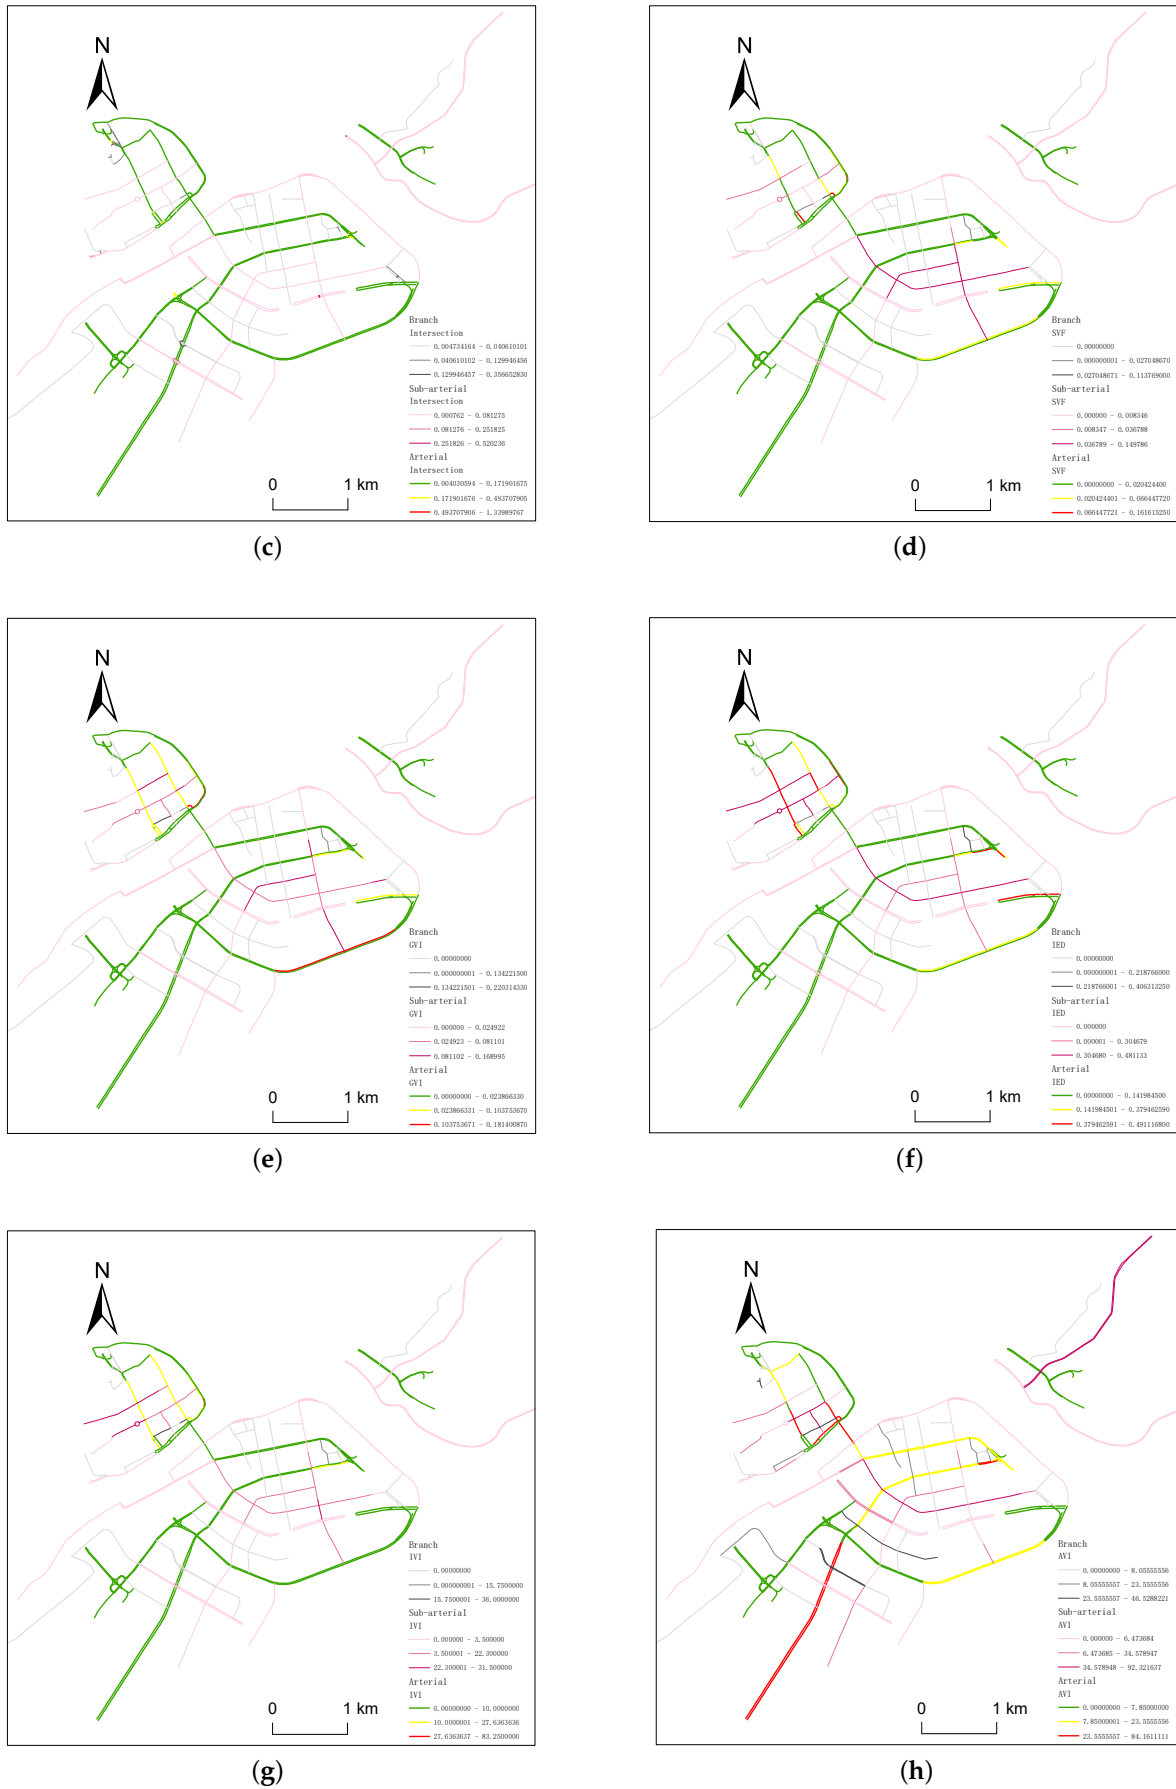 N
Branch
Intersection
0.004734164 - 0.040610101
0.040610102 - 0.129946456
0.129946457 - 0.356652830
Sub-arterial
Intersection
0.000762 - 0.081275
0.081276 - 0.251825
0.251826 - 0.520236
Arterial
Intersection
0.004030594 - 0.171901675
0.171901676 - 0.493707905
0.493707906 - 1.33989767
0 1 km
(c)
N
Branch
SVF
0.00000000
0.00000001 - 0.027048670
0.027048671 - 0.113769000
Sub-arterial
SVF
0.000000 - 0.008346
0.008347 - 0.036788
0.036789 - 0.149786
Arterial
SVF
0.00000000 - 0.020424400
0.020424401 - 0.066447720
0.066447721 - 0.161615250
0 1 km
(d)
N
Branch
GVI
0.00000000
0.000000001 - 0.134221500
0.134221501 - 0.220314330
Sub-arterial
GVI
0.000000 - 0.024922
0.024923 - 0.081101
0.081102 - 0.168995
Arterial
GVI
0.00000000 - 0.023866330
0.023866331 - 0.103753670
0.103753671 - 0.181400870
0 1 km
(e)
N
Branch
IED
0.00000000
0.00000001 - 0.218766000
0.218766001 - 0.406313250
Sub-arterial
IED
0.000000
0.000001 - 0.304679
0.304680 - 0.481133
Arterial
IED
0.00000000 - 0.141984500
0.141984501 - 0.379462590
0.379462591 - 0.491116800
0 1 km
(f)
N
Branch
IVI
0.00000000
0.000000001 - 15.7500000
15.7500001 - 36.0000000
Sub-arterial
IVI
0.000000 - 3.500000
3.500001 - 22.300000
22.300001 - 31.500000
Arterial
IVI
0.00000000 - 10.0000000
10.0000001 - 27.6363636
27.6363637 - 83.2500000
0 1 km
(g)
N
Branch
AVI
0.00000000 - 8.05555556
8.05555557 - 23.5555556
23.5555557 - 46.5288221
Sub-arterial
AVI
0.000000 - 6.473684
6.473685 - 34.578947
34.578948 - 92.321637
Arterial
AVI
0.00000000 - 7.85000000
7.85000001 - 23.5555556
23.5555557 - 84.1611111
0 1 km
(h)